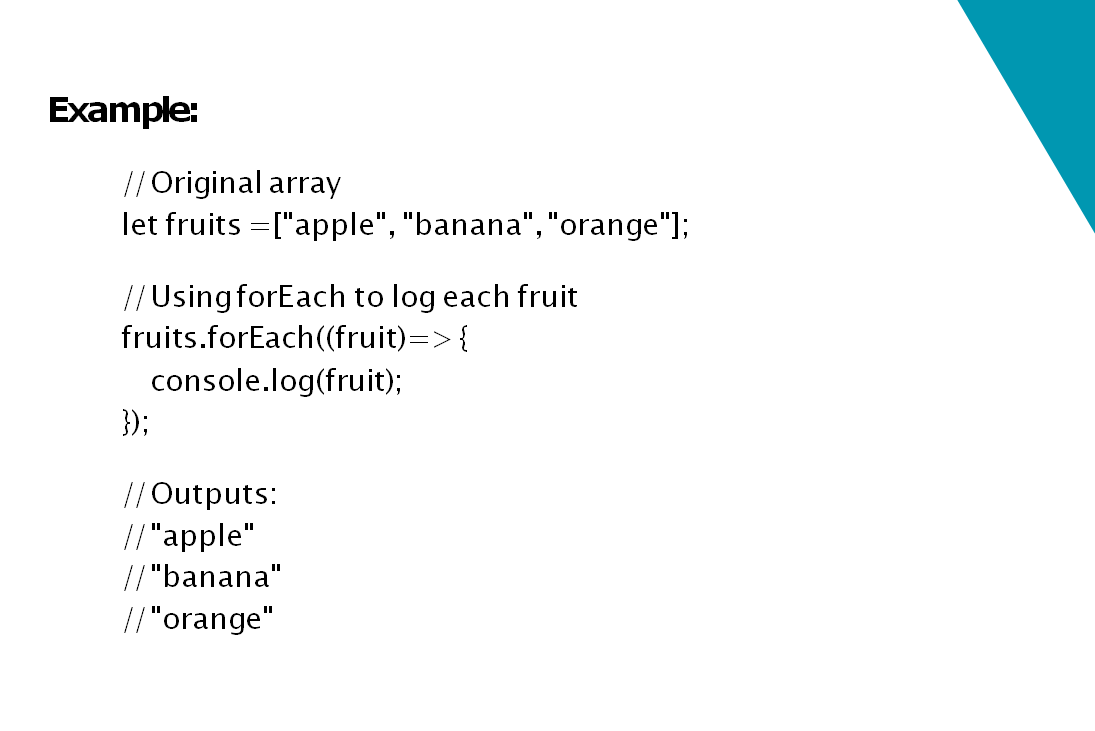 Example:
// Original array
let fruits = ["apple", "banana", "orange"];
// Using forEach to log each fruit
fruits.forEach((fruit) => {
console.log(fruit);
});
// Outputs:
// "apple"
// "banana"
// "orange"